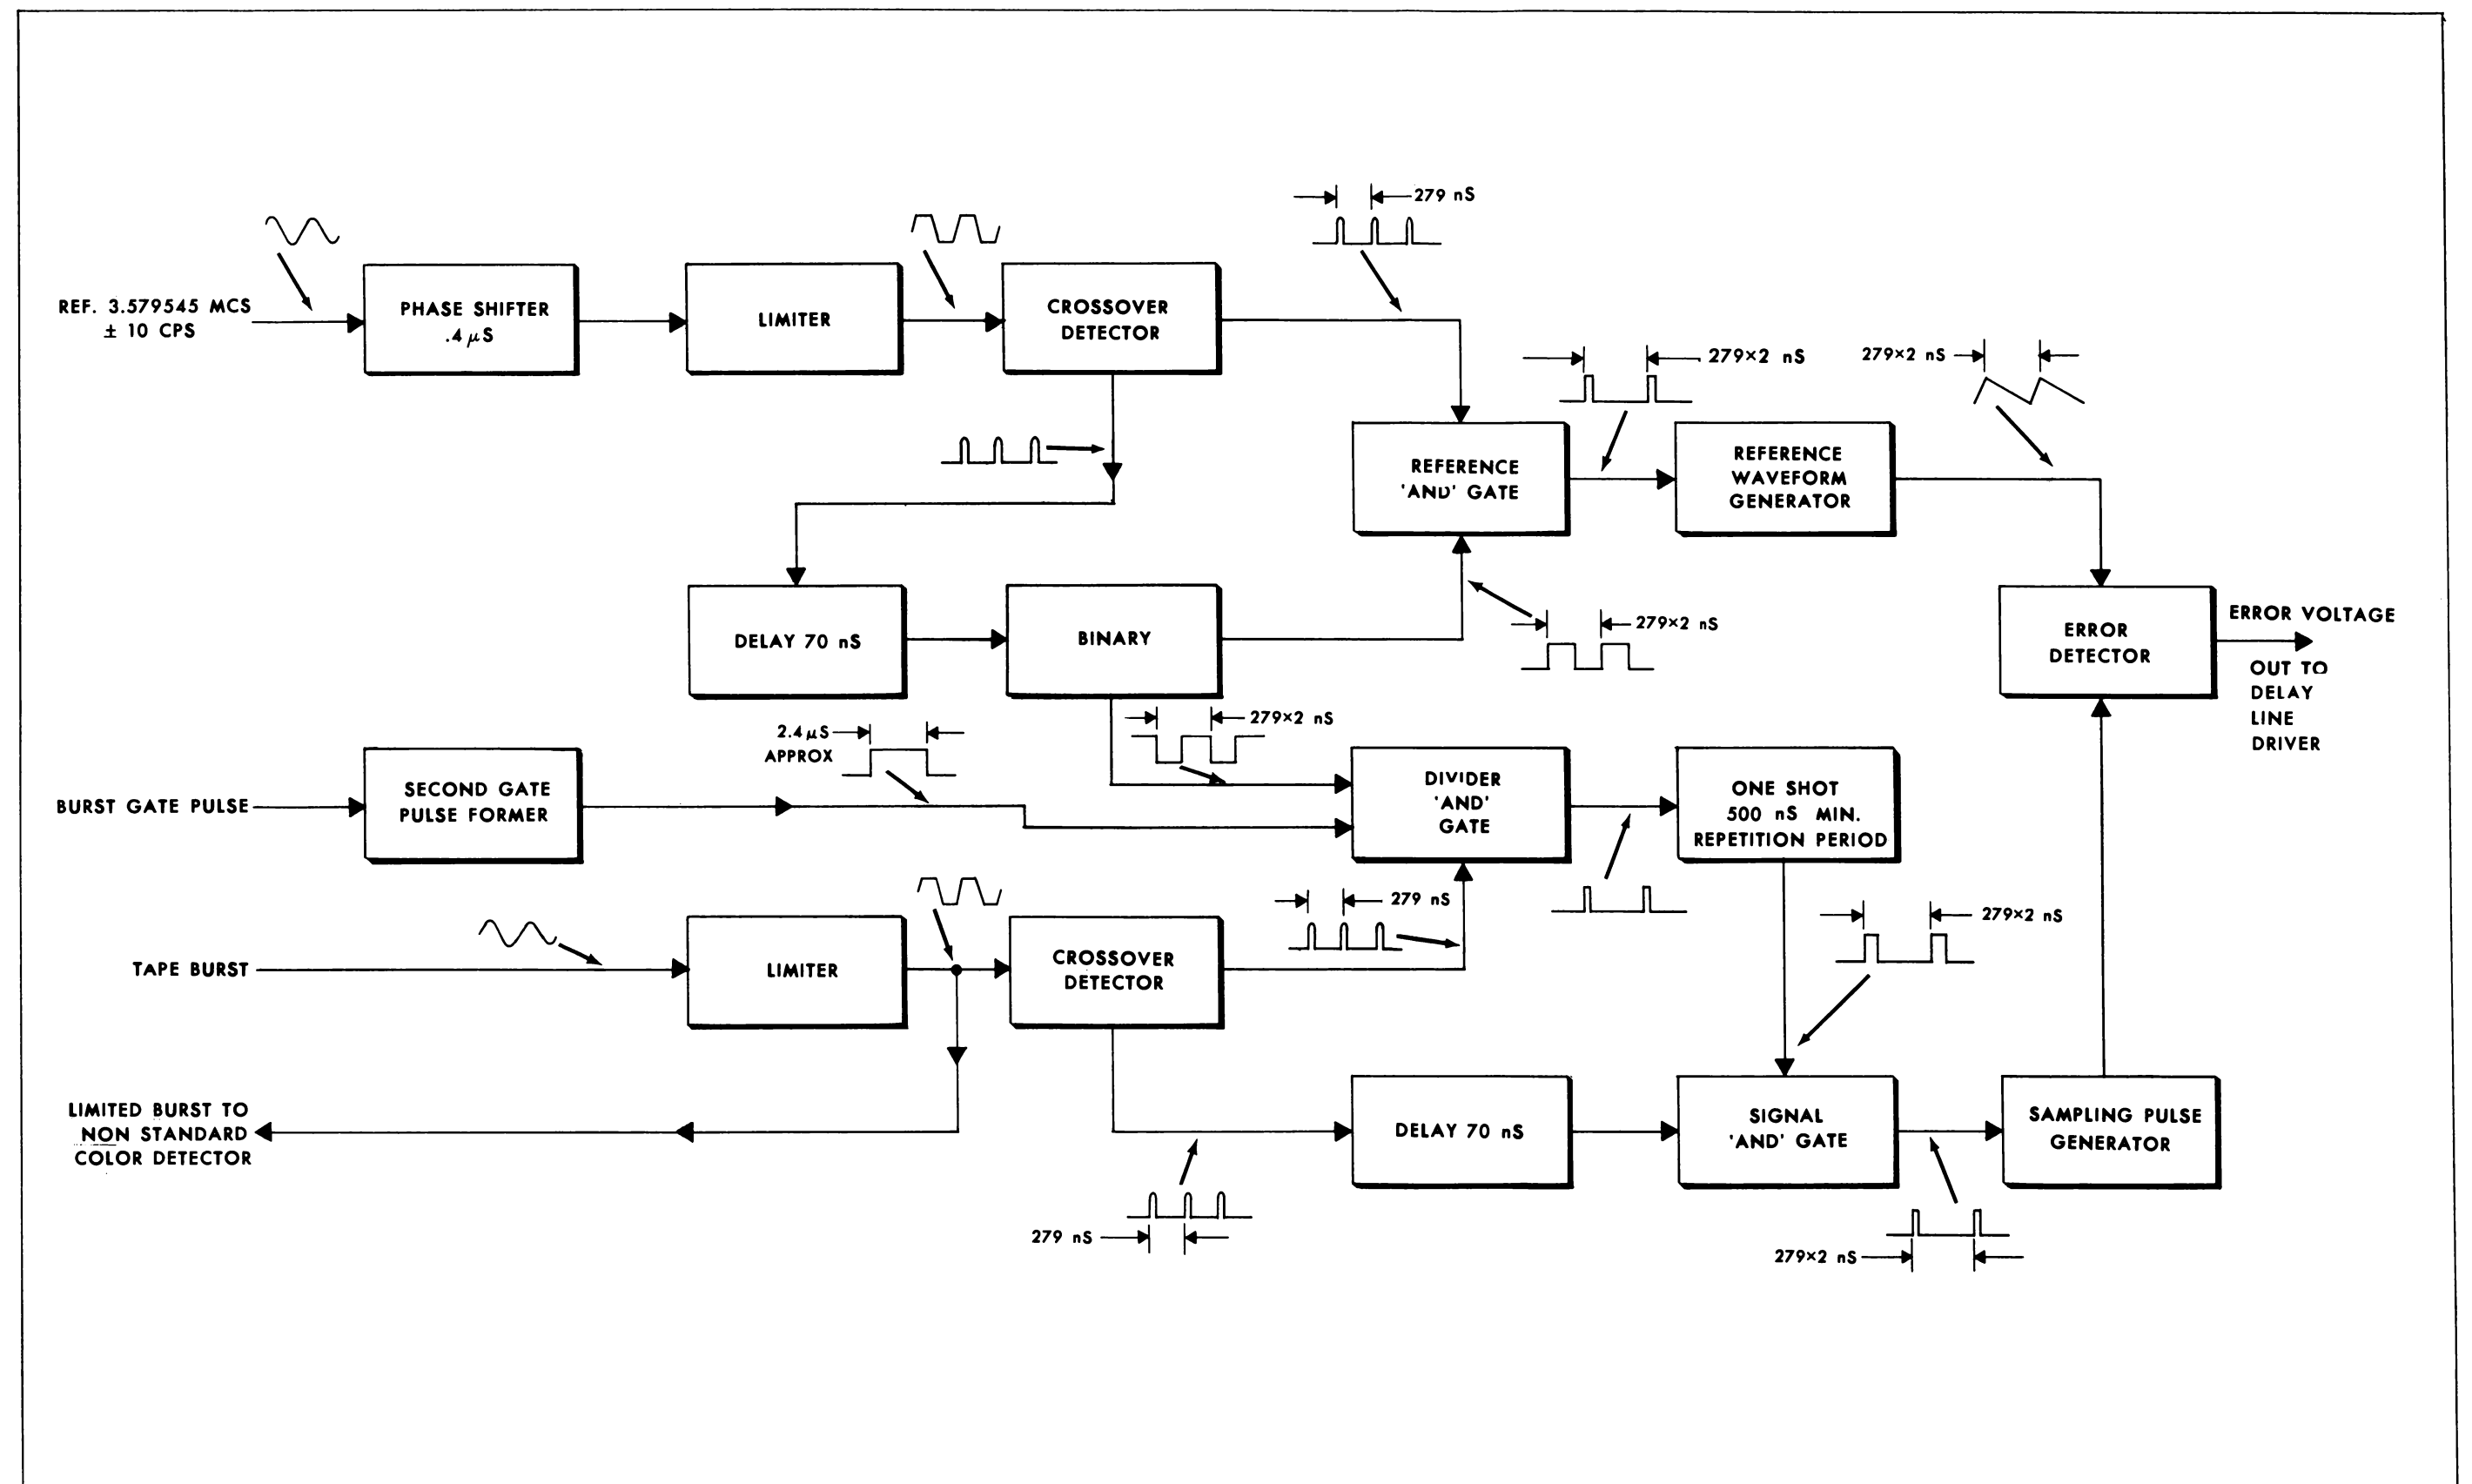 279 nS
REF. 3.579545 MCS
± 10 CPS
PHASE SHIFTER
.4 μS
LIMITER
CROSSOVER
DETECTOR
279×2 nS
279×2 nS
REFERENCE
'AND' GATE
REFERENCE
WAVEFORM
GENERATOR
DELAY 70 nS
BINARY
279×2 nS
ERROR
DETECTOR
ERROR VOLTAGE
OUT TO
DELAY
LINE
DRIVER
2.4 μS
APPROX
279×2 nS
BURST GATE PULSE
SECOND GATE
PULSE FORMER
DIVIDER
'AND'
GATE
ONE SHOT
500 nS MIN.
REPETITION PERIOD
279 nS
279×2 nS
TAPE BURST
LIMITER
CROSSOVER
DETECTOR
LIMITED BURST TO
NON STANDARD
COLOR DETECTOR
DELAY 70 nS
SIGNAL
'AND' GATE
SAMPLING PULSE
GENERATOR
279 nS
279×2 nS